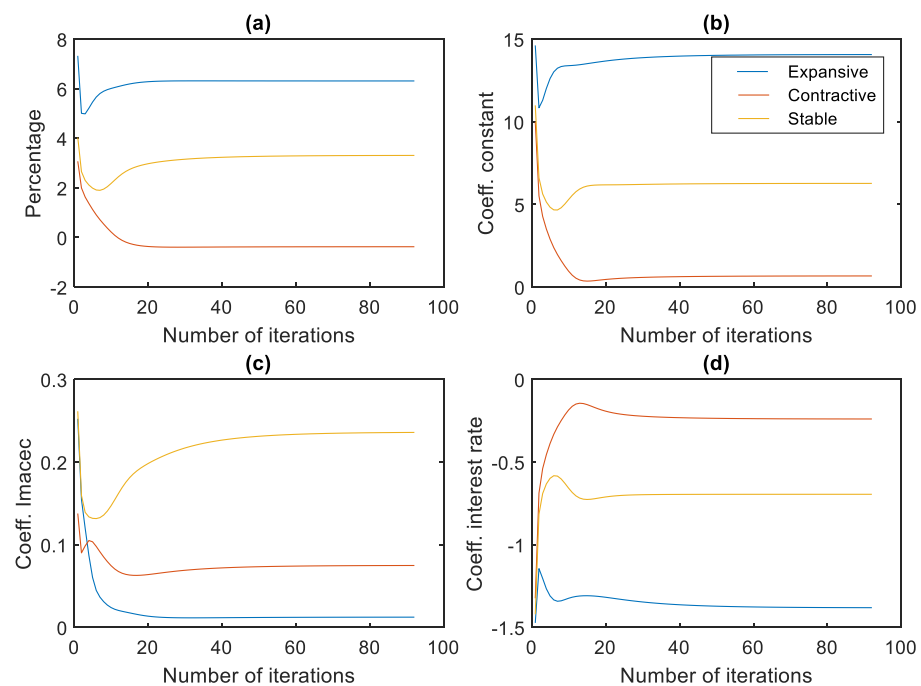 (a)
8
6
4
2
0
-2
Percentage
0 20 40 60 80 100
Number of iterations
(b)
15
10
5
0
Coeff. constant
Expansive
Contractive
Stable
0 20 40 60 80 100
Number of iterations
(c)
0.3
0.2
0.1
0
Coeff. Imacec
0 20 40 60 80 100
Number of iterations
(d)
0
-0.5
-1
-1.5
Coeff. interest rate
0 20 40 60 80 100
Number of iterations